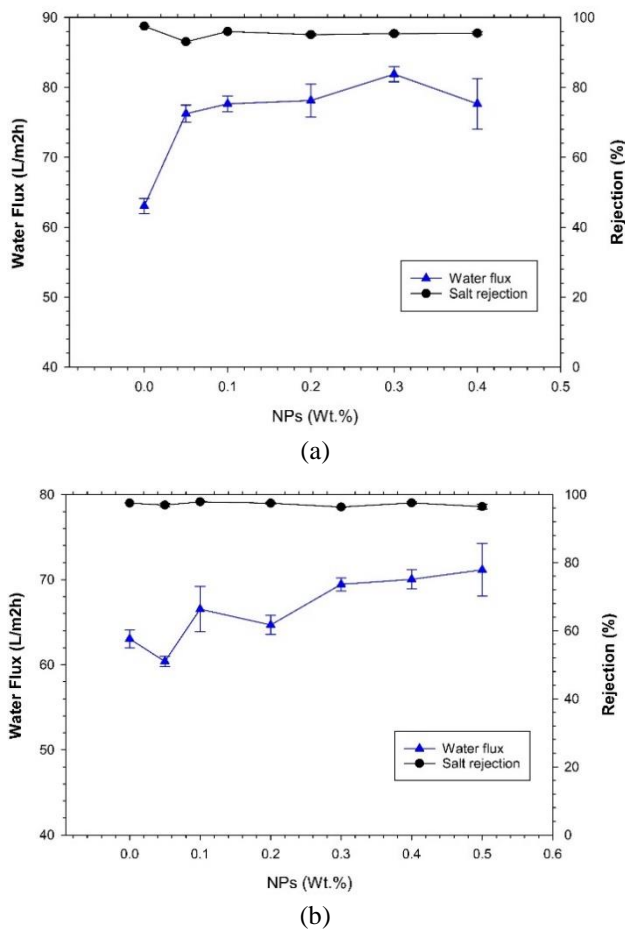 90
80
70
60
50
40
Water Flux (L/m2h)
100
80
60
40
20
0
Rejection (%)
Water flux
Salt rejection
0.0 0.1 0.2 0.3 0.4 0.5
NPs (Wt.%)
(a)
80
70
60
50
40
Water Flux (L/m2h)
100
80
60
40
20
0
Rejection (%)
Water flux
Salt rejection
0.0 0.1 0.2 0.3 0.4 0.5 0.6
NPs (Wt.%)
(b)